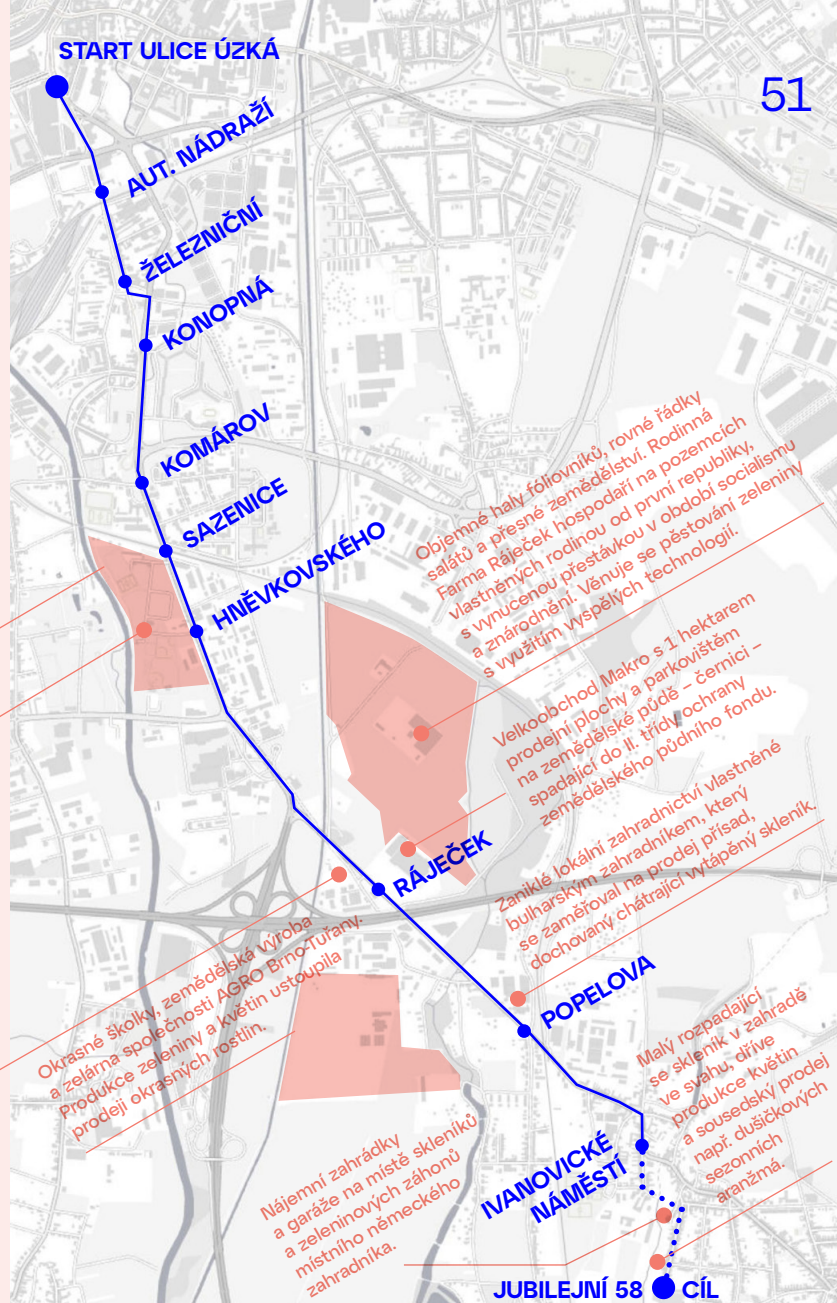 START ULICE ÚZKÁ
51
AUT. NÁDRAŽÍ
ŽELEZNIČNÍ
KONOPNÁ
KOMÁROV
SAZENICE
HNĚVKOVSKÉHO
Objemné haly fóliovníků, rovné řádky
salátů a přesné zemědělství. Rodinná
Farma Ráječek hospodaří na pozemcích
vlastněných rodinou od první republiky,
s vynucenou přestávkou v období socialismu
a znárodnění. Věnuje se pěstování zeleniny
s využitím vyspělých technologií.
Velkoobchod Makro s 1 hektarem
prodejní plochy a parkovištěm
na zemědělské půdě – černici –
spadající do II. třídy ochrany
zemědělského půdního fondu.
RÁJEČEK
Zaniklé lokální zahradnictví vlastněné
bulharským zahradníkem, který
se zaměřoval na prodej přísad,
dochovaný chátrající vytápěný skleník.
Okrasné školky, zemědělská výroba
a zelárna společnosti AGRO Brno-Tuřany.
Produkce zeleniny a květin ustoupila
prodeji okrasných rostlin.
POPELOVA
Malý rozpadající
se skleník v zahradě
ve svahu, dříve
produkce květin
a sousedský prodej
např. dušičkových
sezonních
aranžmá.
Nájemní zahrádky
a garáže na místě skleníků
a zeleninových záhonů
místního německého
zahradníka.
IVANOVICKÉ
NÁMĚSTÍ
JUBILEJNÍ 58 CÍL